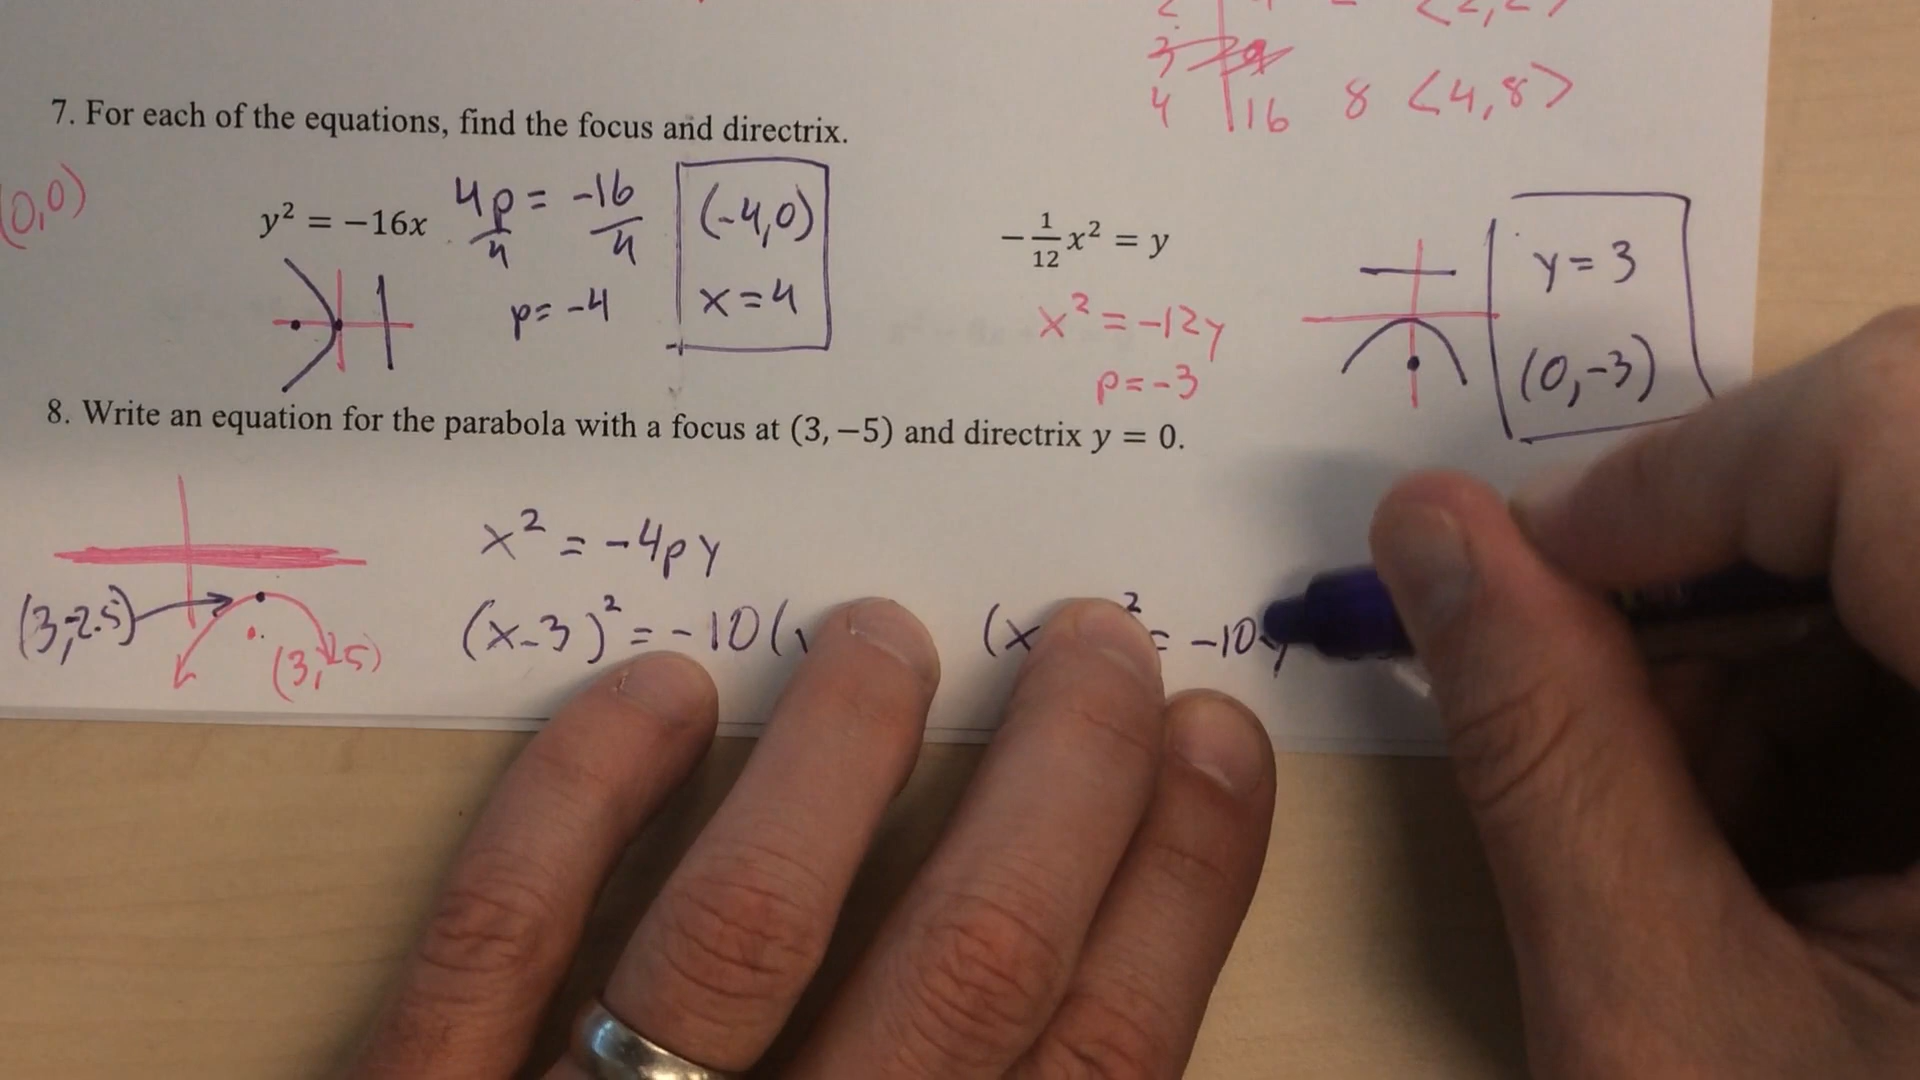 4 | 16 8 <4,8>
7. For each of the equations, find the focus and directrix.
(0,0)
y² = −16x
4p = -16
4 4
p = -4
(-4,0)
x = 4
−1/12 x² = y
x² = -12y
p = -3
y = 3
(0,-3)
8. Write an equation for the parabola with a focus at (3, −5) and directrix y = 0.
x² = -4py
(3,-2.5)
(3,-5)
(x-3)² = -10(
(x ² = -10y